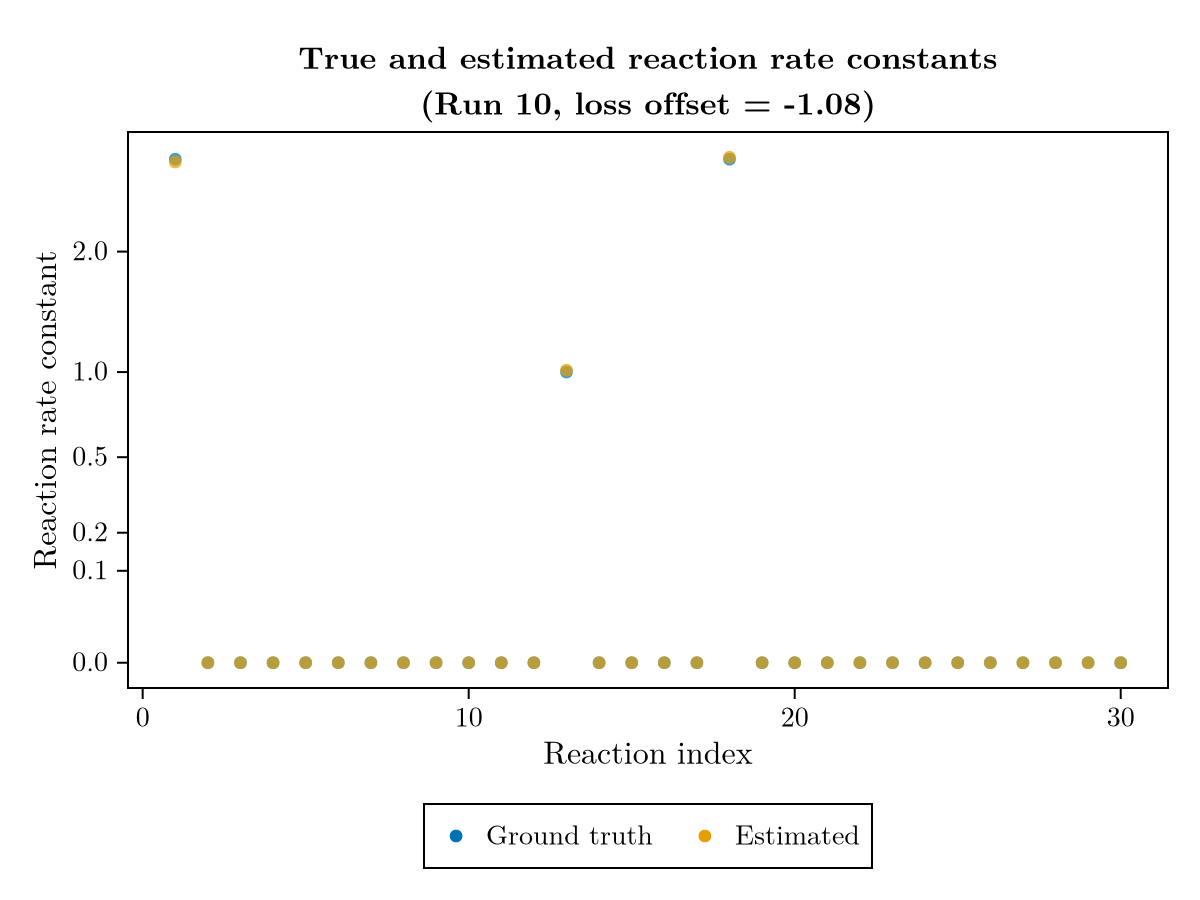 True and estimated reaction rate constants
(Run 10, loss offset = -1.08)
Reaction rate constant
2.0
1.0
0.5
0.2
0.1
0.0
0 10 20 30
Reaction index
Ground truth Estimated